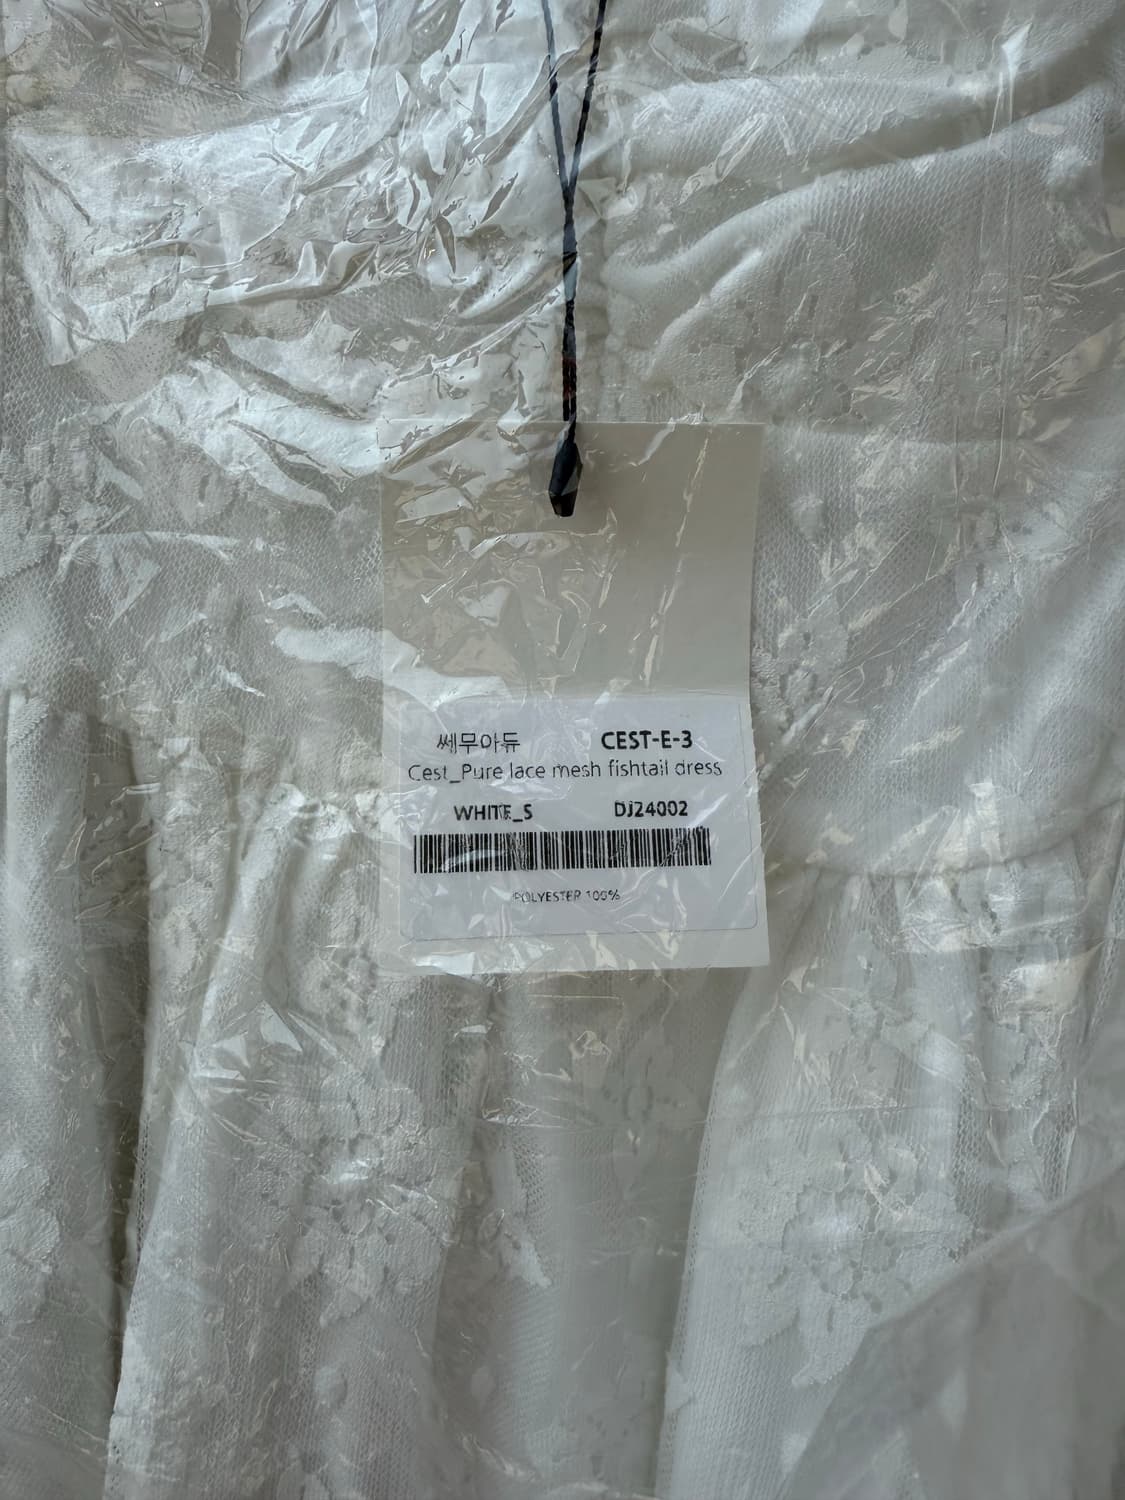 쎄무아듀 CEST-E-3
Cest_Pure lace mesh fishtail dress
WHITE_S DJ24002
POLYESTER 100%